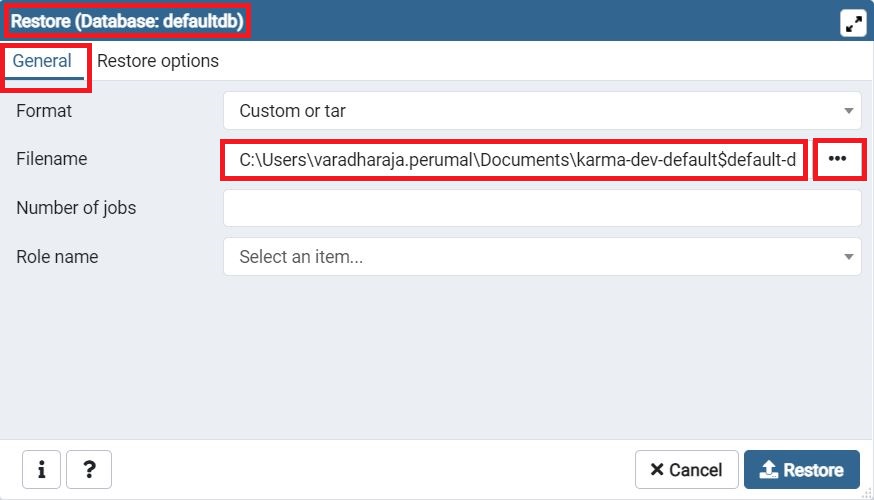 Restore (Database: defaultdb)
General Restore options
Format Custom or tar
Filename C:\Users\varadharaja.perumal\Documents\karma-dev-default$default-d •••
Number of jobs
Role name Select an item...
i ? Cancel Restore